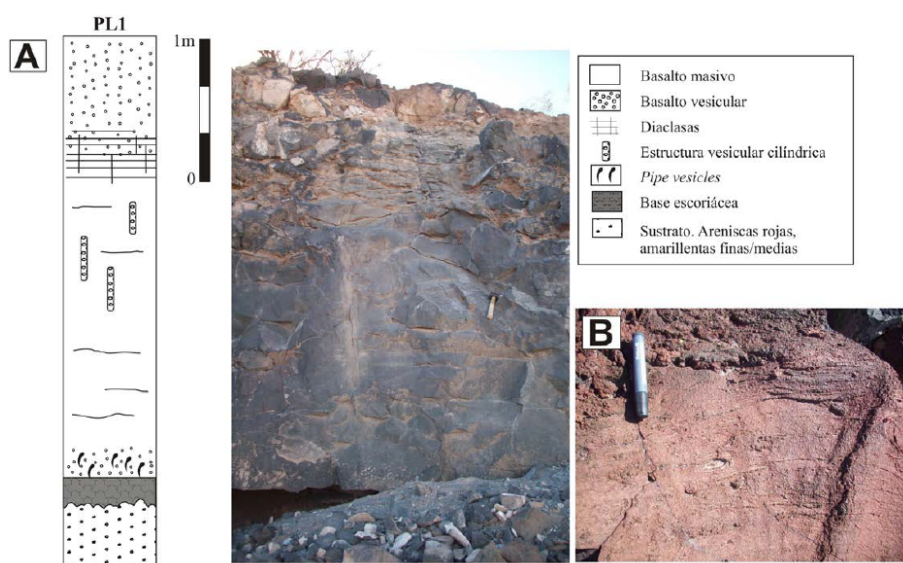 PL1
A
1m
0
Basalto masivo
Basalto vesicular
Diaclasas
Estructura vesicular cilíndrica
Pipe vesicles
Base escoriácea
Sustrato. Areniscas rojas,
amarillentas finas/medias
B